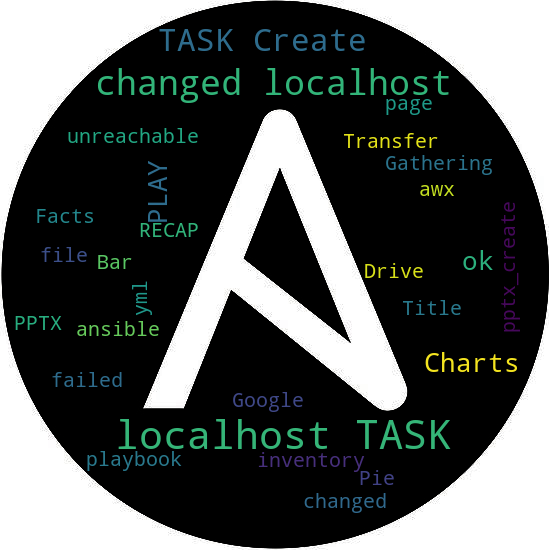 TASK Create
changed localhost
page
unreachable
Transfer
Gathering
PLAY
awx
Facts
RECAP
pptx_create
file
Bar
Drive
ok
yml
Title
PPTX
ansible
Charts
failed
Google
localhost TASK
playbook
inventory
Pie
changed